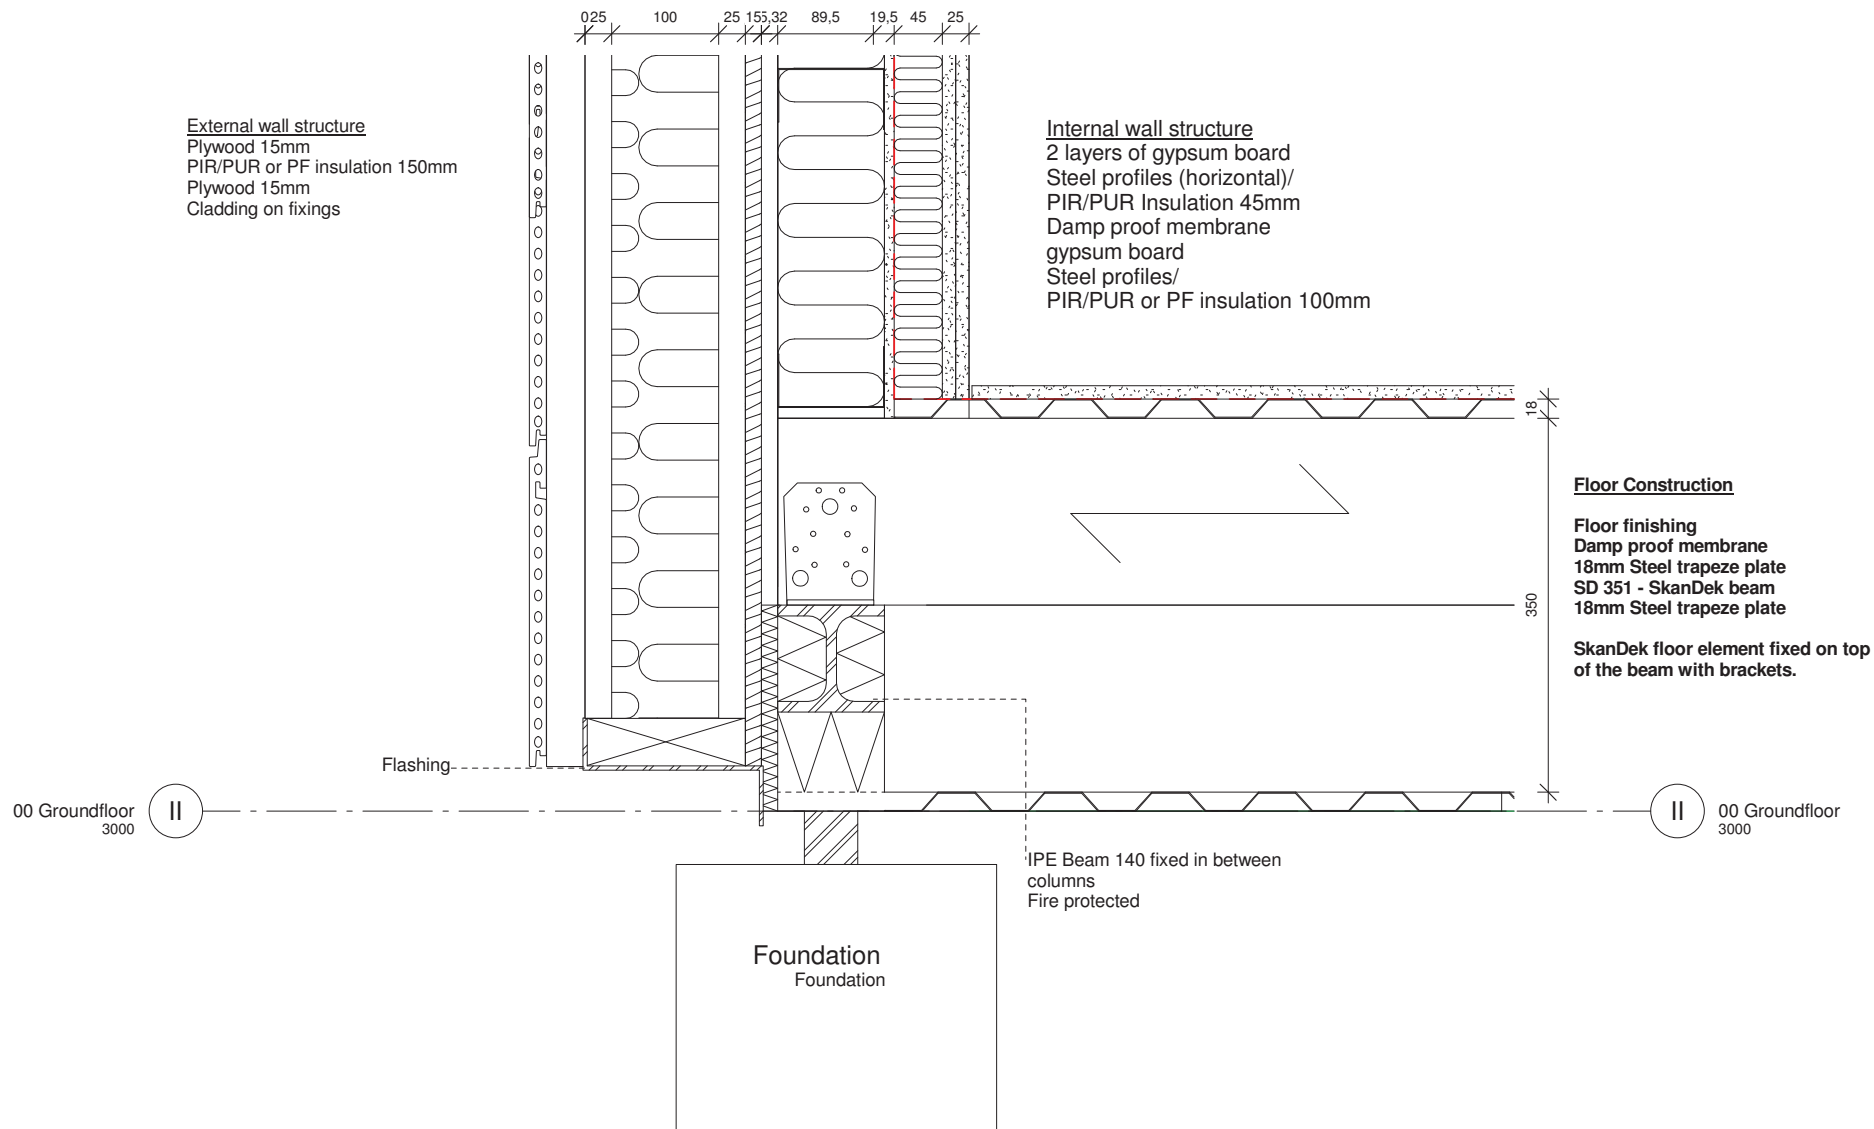 025 100 25 155,32 89,5 19,5 45 25
External wall structure
Plywood 15mm
PIR/PUR or PF insulation 150mm
Plywood 15mm
Cladding on fixings
Internal wall structure
2 layers of gypsum board
Steel profiles (horizontal)/
PIR/PUR Insulation 45mm
Damp proof membrane
gypsum board
Steel profiles/
PIR/PUR or PF insulation 100mm
18
350
Floor Construction
Floor finishing
Damp proof membrane
18mm Steel trapeze plate
SD 351 - SkanDek beam
18mm Steel trapeze plate
SkanDek floor element fixed on top
of the beam with brackets.
Flashing
00 Groundfloor
3000
II
II
00 Groundfloor
3000
IPE Beam 140 fixed in between
columns
Fire protected
Foundation
Foundation